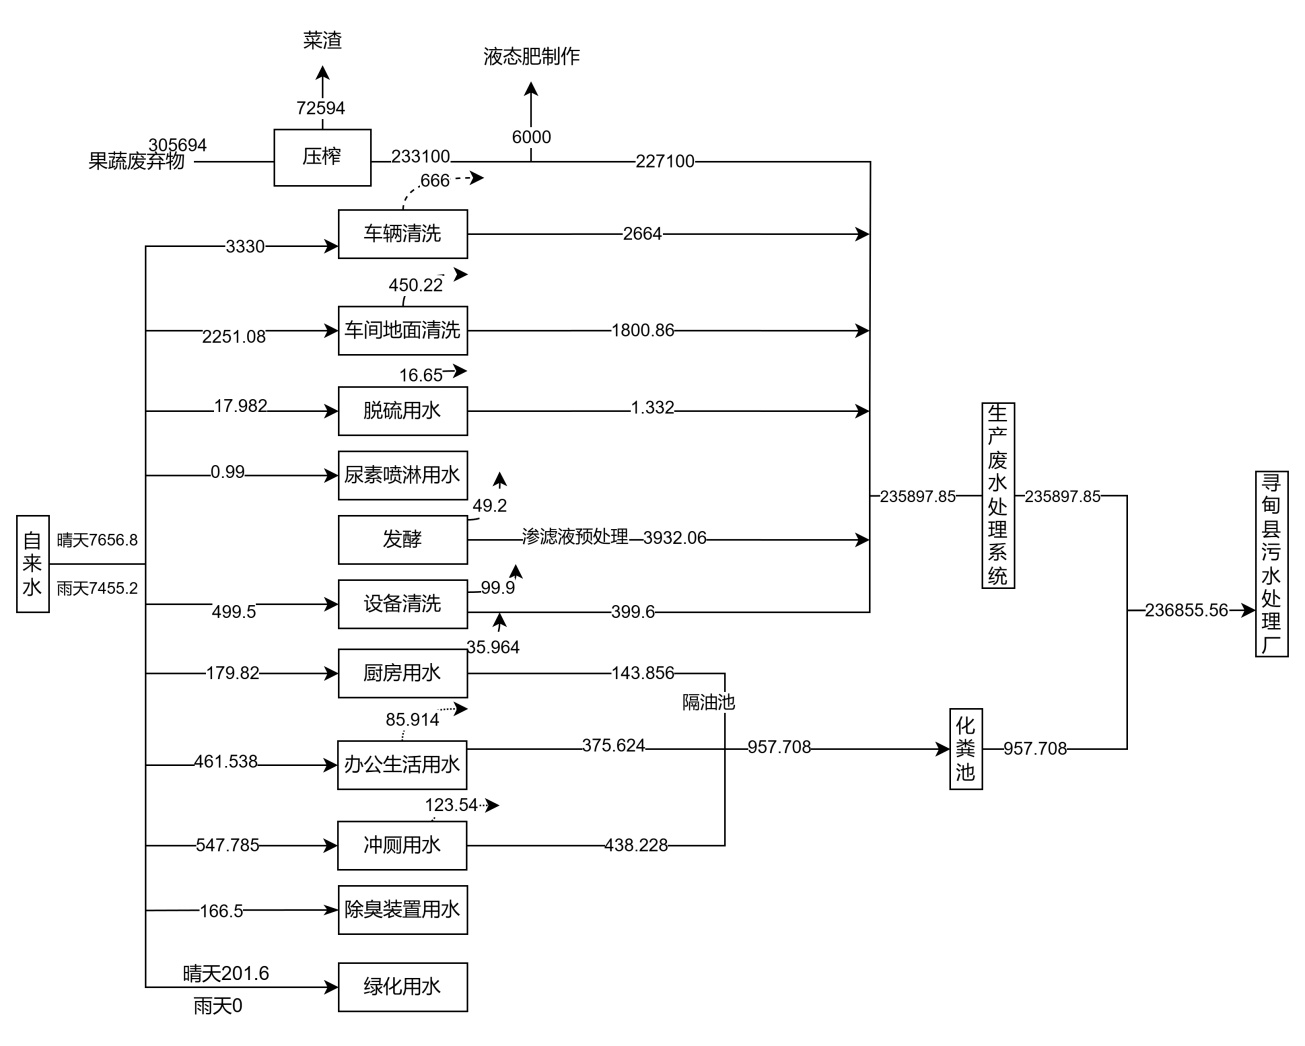 菜渣
液态肥制作
72594
305694
果蔬废弃物
压榨
233100
6000
227100
666
车辆清洗
2664
3330
450.22
车间地面清洗
1800.86
2251.08
16.65
17.982
脱硫用水
1.332
0.99
尿素喷淋用水
49.2
发酵
渗滤液预处理
3932.06
自来水
晴天7656.8
雨天7455.2
499.5
设备清洗
99.9
399.6
35.964
179.82
厨房用水
143.856
隔油池
85.914
461.538
办公生活用水
375.624
957.708
化粪池
957.708
123.54
547.785
冲厕用水
438.228
166.5
除臭装置用水
晴天201.6
雨天0
绿化用水
235897.85
生产废水处理系统
235897.85
236855.56
寻甸县污水处理厂